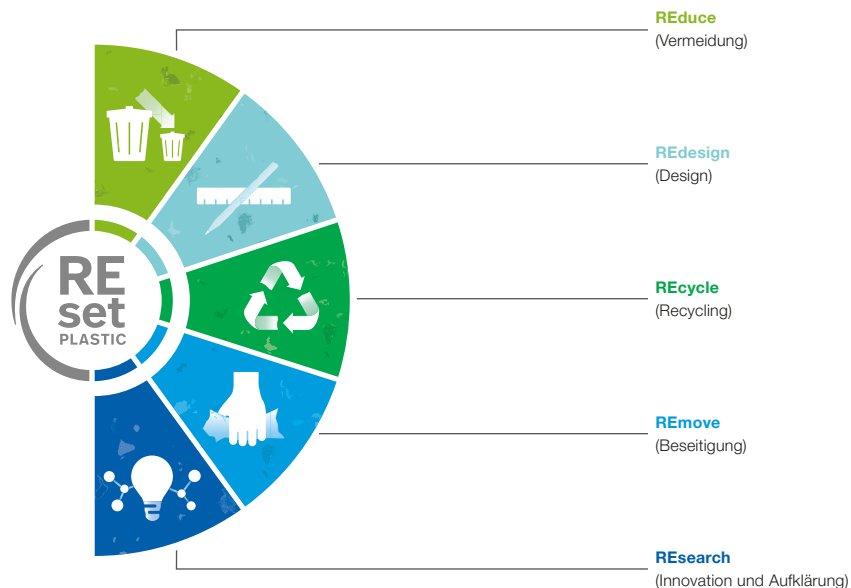 REduce
(Vermeidung)
REdesign
(Design)
RE
set
PLASTIC
REcycle
(Recycling)
REmove
(Beseitigung)
REsearch
(Innovation und Aufklärung)